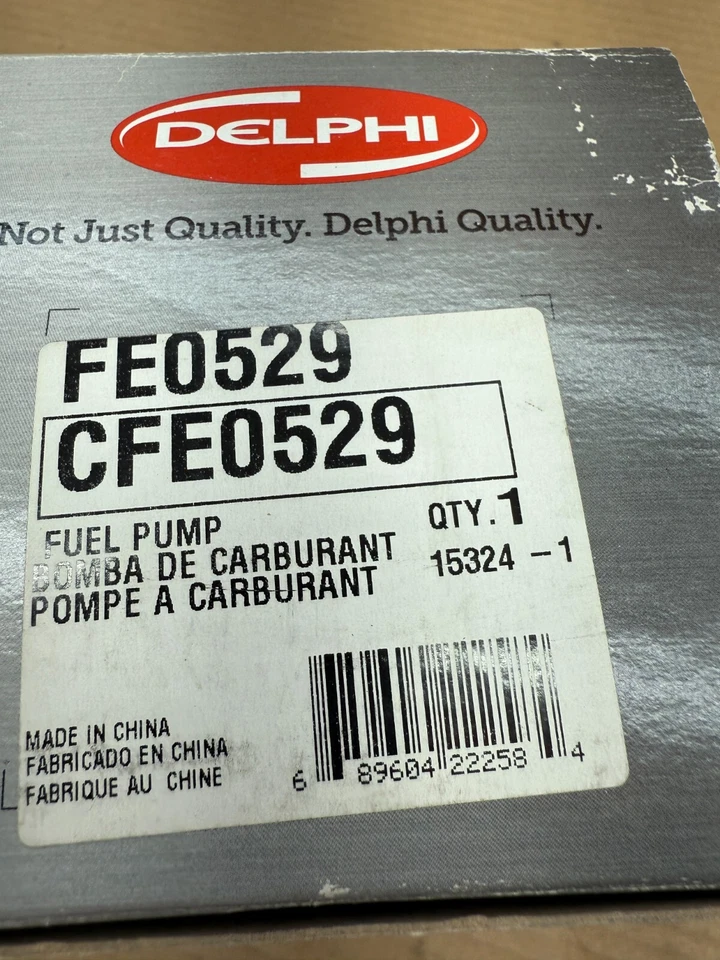 DELPHI
Not Just Quality. Delphi Quality.
FE0529
CFE0529
FUEL PUMP
BOMBA DE CARBURANT
POMPE A CARBURANT
QTY. 1
15324 -1
MADE IN CHINA
FABRICADO EN CHINA
FABRIQUE AU CHINE
6 89604 22258 4